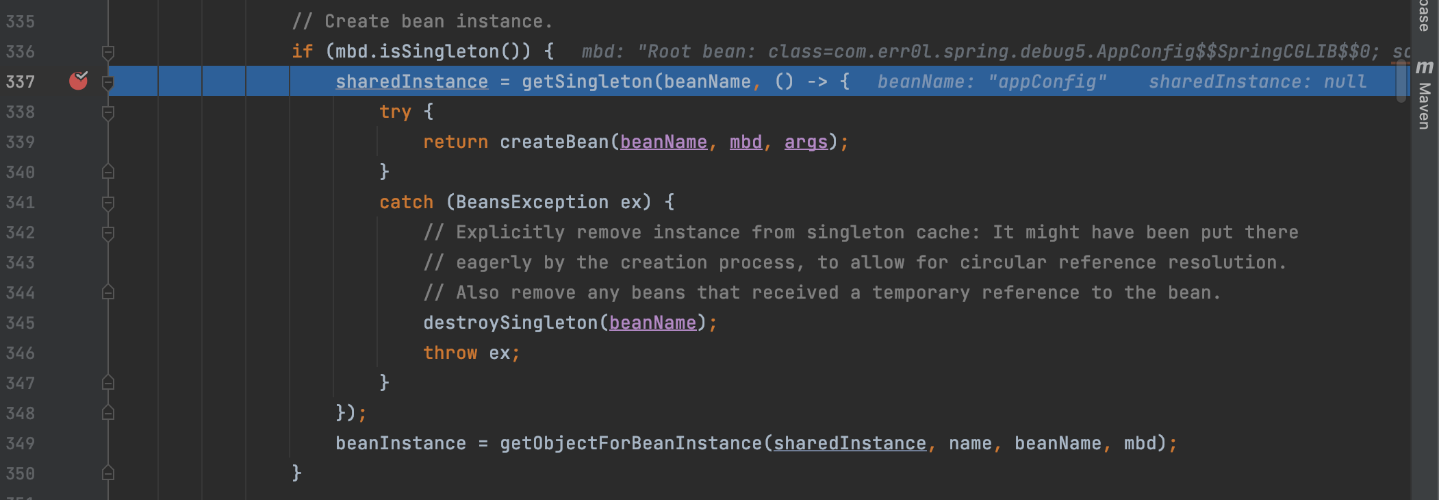 335 // Create bean instance.
336 if (mbd.isSingleton()) { mbd: "Root bean: class=com.err0l.spring.debug5.AppConfig$$SpringCGLIB$$0;
337 sharedInstance = getSingleton(beanName, () -> { beanName: "appConfig" sharedInstance: null
338 try {
339 return createBean(beanName, mbd, args);
340 }
341 catch (BeansException ex) {
342 // Explicitly remove instance from singleton cache: It might have been put there
343 // eagerly by the creation process, to allow for circular reference resolution.
344 // Also remove any beans that received a temporary reference to the bean.
345 destroySingleton(beanName);
346 throw ex;
347 }
348 });
349 beanInstance = getObjectForBeanInstance(sharedInstance, name, beanName, mbd);
350 }
m Maven